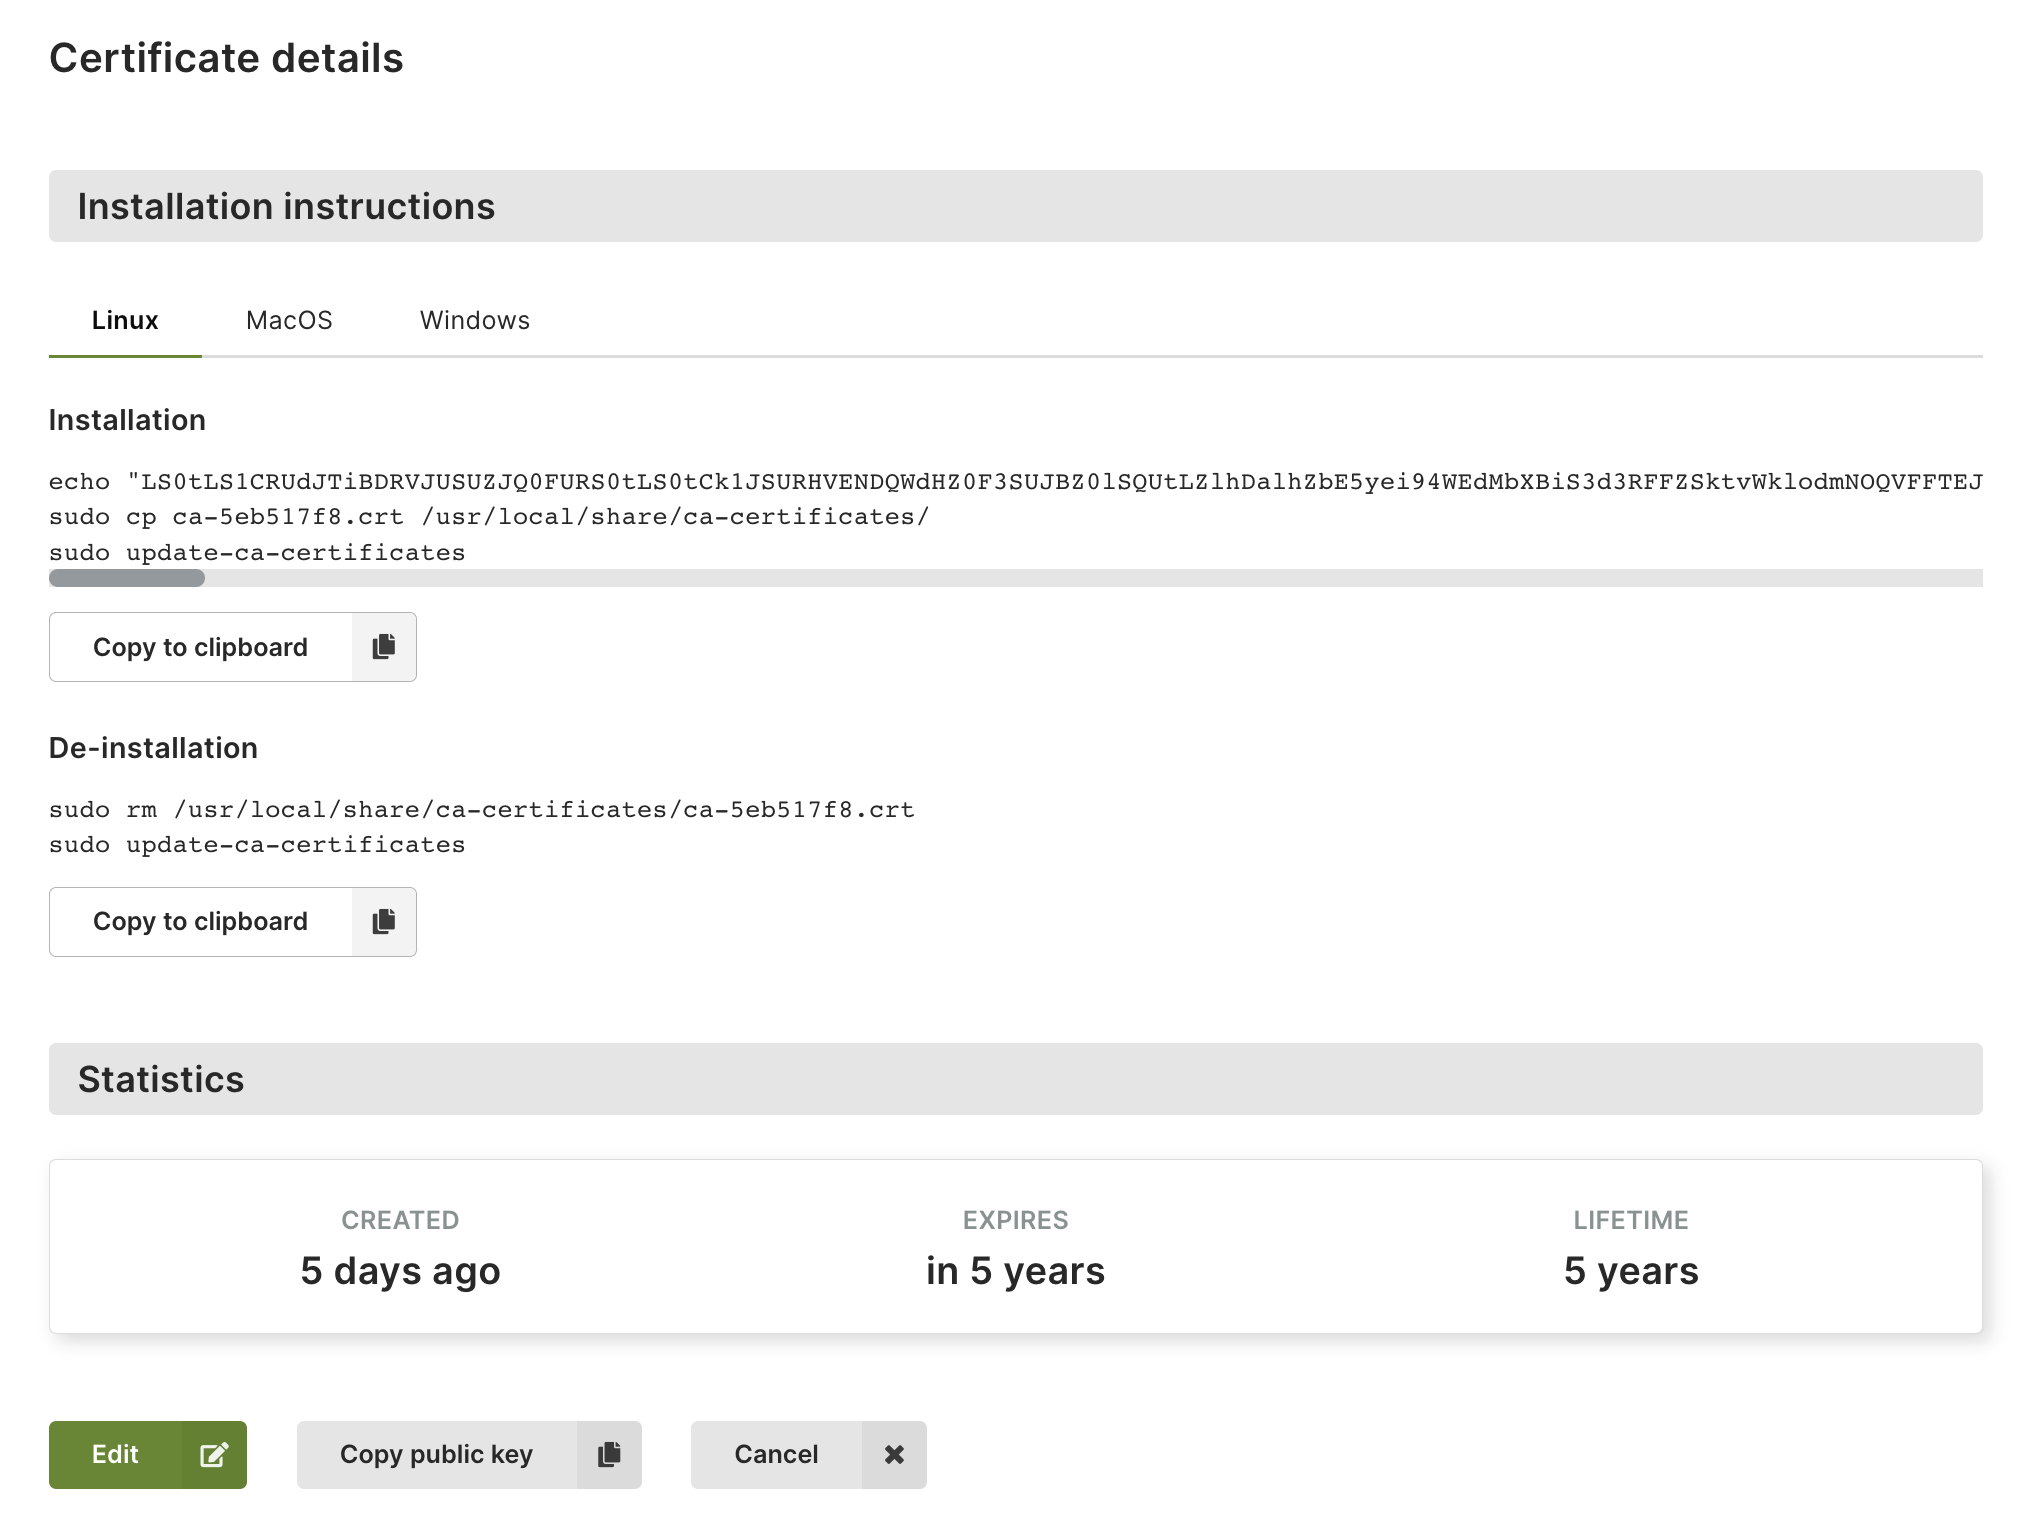 Certificate details
Installation instructions
Linux MacOS Windows
Installation
echo "LS0tLS1CRUdJTiBDRVJUSUZJQ0FURS0tLS0tCk1JSURHVENDQWdHZ0F3SUJBZ0lSQUtLZlhDalhZbE5yei94WEdMbXBiS3d3RFFZSktvWklodmNOQVFFTEJ
sudo cp ca-5eb517f8.crt /usr/local/share/ca-certificates/
sudo update-ca-certificates
Copy to clipboard
De-installation
sudo rm /usr/local/share/ca-certificates/ca-5eb517f8.crt
sudo update-ca-certificates
Copy to clipboard
Statistics
CREATED EXPIRES LIFETIME
5 days ago in 5 years 5 years
Edit Copy public key Cancel